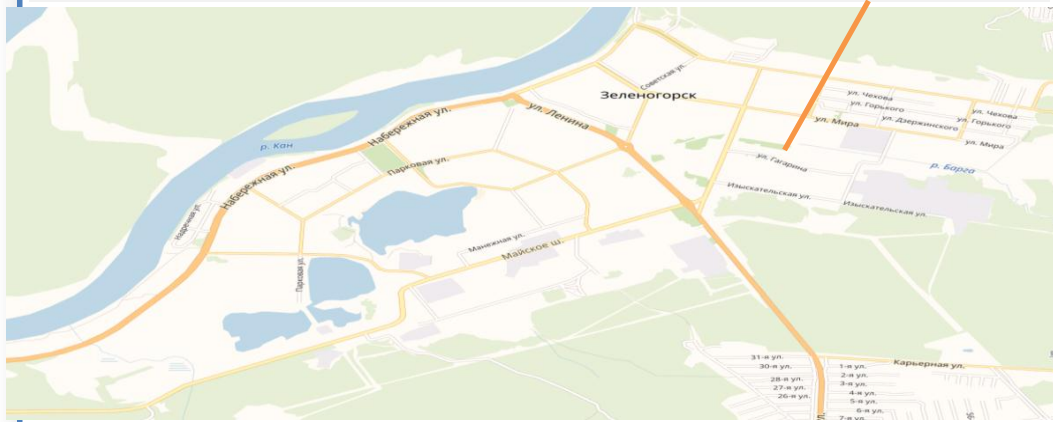 Советская ул.
Зеленогорск
ул. Чехова
ул. Горького
ул. Чехова
ул. Ленина
ул. Мира
ул. Дзержинского
ул. Горького
Набережная ул.
ул. Мира
р. Кан
Парковая ул.
ул. Гагарина
р. Барга
Набережная ул.
Изыскательская ул.
Изыскательская ул.
Манежная ул.
Майское ш.
Парковая ул.
31-я ул.
30-я ул.
Карьерная ул.
1-я ул.
2-я ул.
28-я ул.
3-я ул.
27-я ул.
4-я ул.
26-я ул.
5-я ул.
6-я ул.
7-я ул.